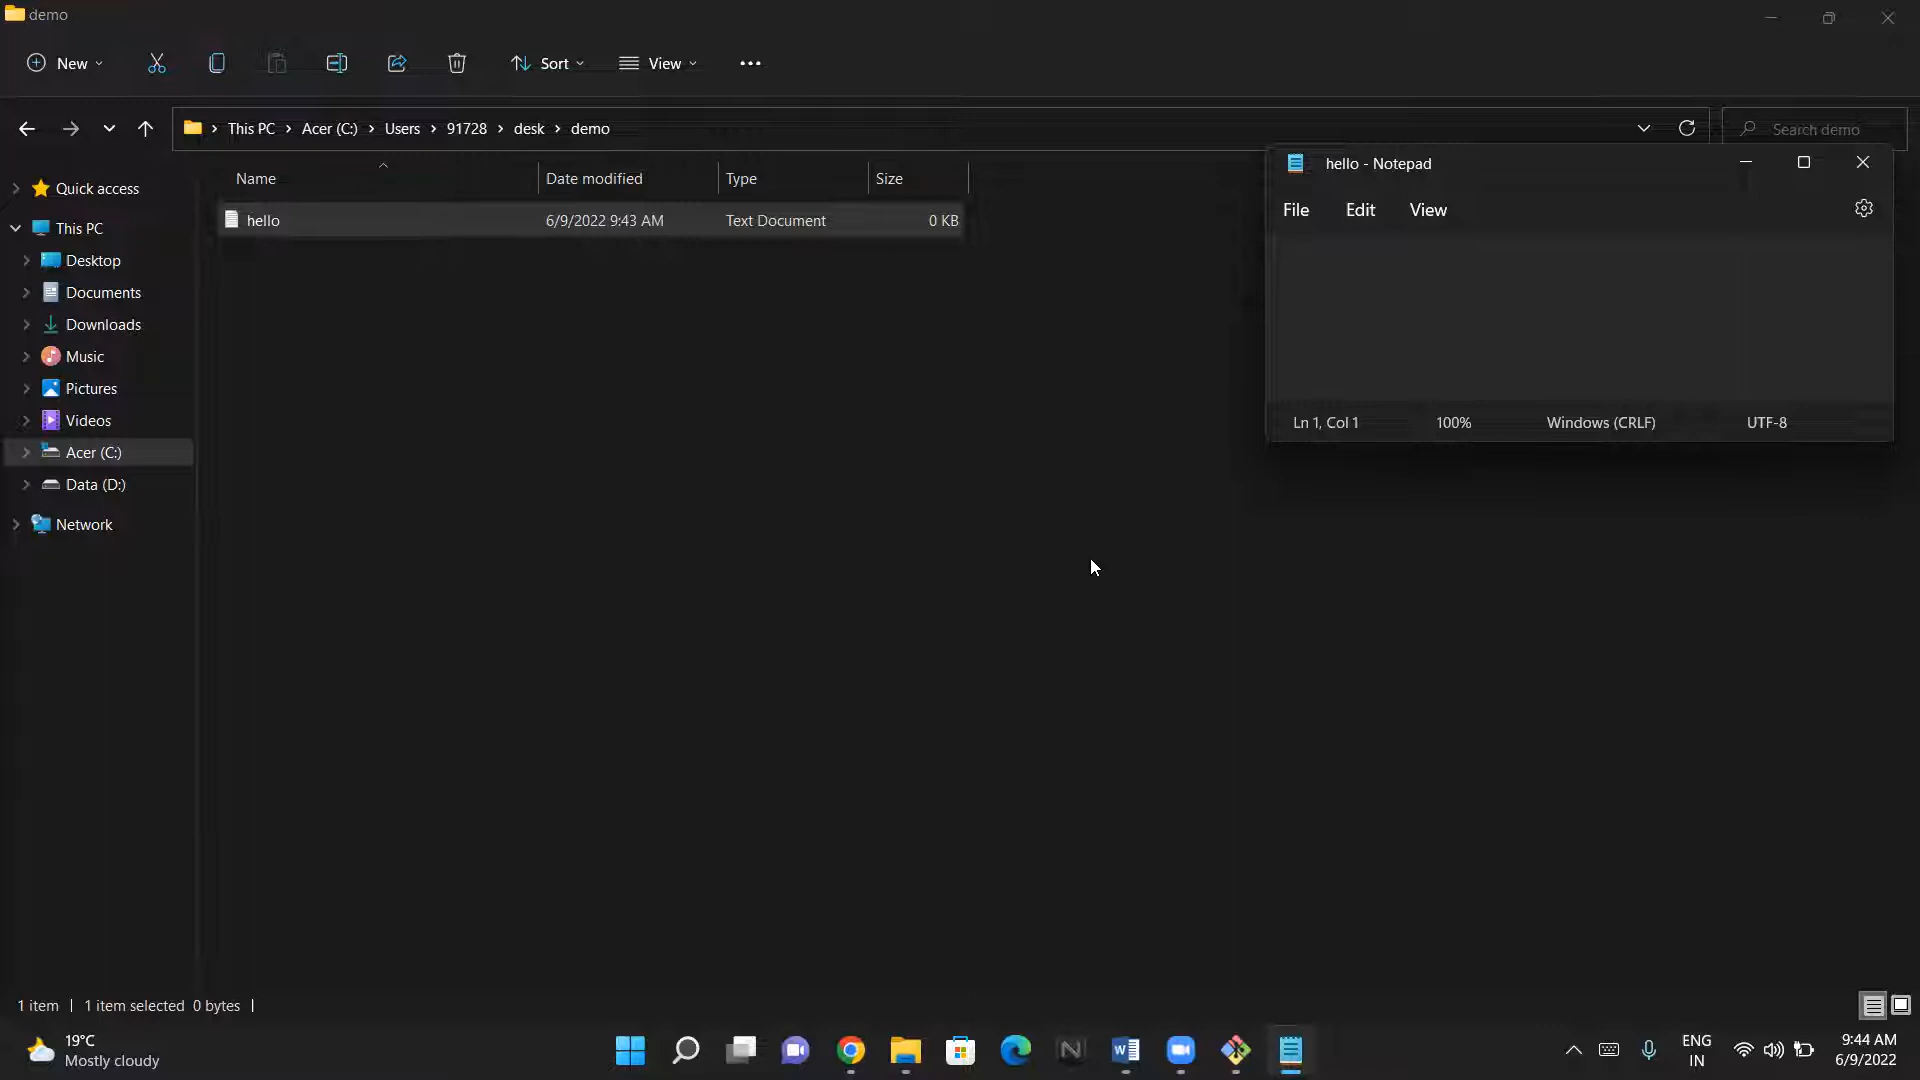 demo
New
Sort
View
This PC
Acer (C:)
Users
91728
desk
demo
Search demo
Name
Date modified
Type
Size
hello
6/9/2022 9:43 AM
Text Document
0 KB
Quick access
This PC
Desktop
Documents
Downloads
Music
Pictures
Videos
Acer (C:)
Data (D:)
Network
hello - Notepad
File
Edit
View
Ln 1, Col 1
100%
Windows (CRLF)
UTF-8
1 item
1 item selected 0 bytes
19°C
Mostly cloudy
ENG
IN
9:44 AM
6/9/2022